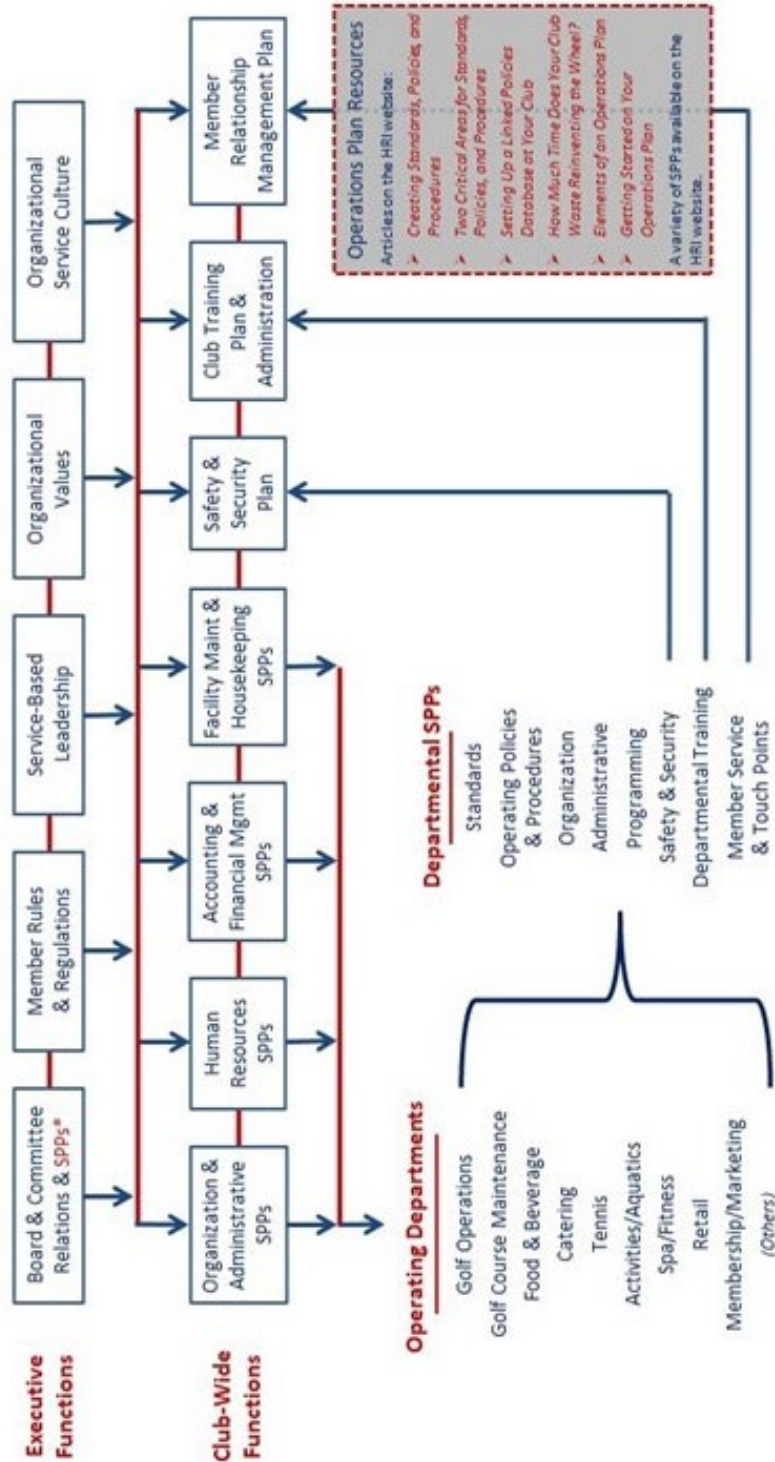 Executive
Functions
Board & Committee
Relations & SPPs*
Member Rules
& Regulations
Service-Based
Leadership
Organizational
Values
Organizational
Service Culture
Club-Wide
Functions
Organization &
Administrative
SPPs
Human
Resources
SPPs
Accounting &
Financial Mgmt
SPPs
Facility Maint &
Housekeeping
SPPs
Safety &
Security
Plan
Club Training
Plan &
Administration
Member
Relationship
Management Plan
Operating Departments
Golf Operations
Golf Course Maintenance
Food & Beverage
Catering
Tennis
Activities/Aquatics
Spa/Fitness
Retail
Membership/Marketing
(Others)
Departmental SPPs
Standards
Operating Policies
& Procedures
Organization
Administrative
Programming
Safety & Security
Departmental Training
Member Service
& Touch Points
Operations Plan Resources
Articles on the HRI website:
➤ Creating Standards, Policies, and
Procedures
➤ Two Critical Areas for Standards,
Policies, and Procedures
➤ Setting Up a Linked Policies
Database at Your Club
➤ How Much Time Does Your Club
Waste Reinventing the Wheel?
➤ Elements of an Operations Plan
➤ Getting Started on Your
Operations Plan
A variety of SPPs available on the
HRI website.